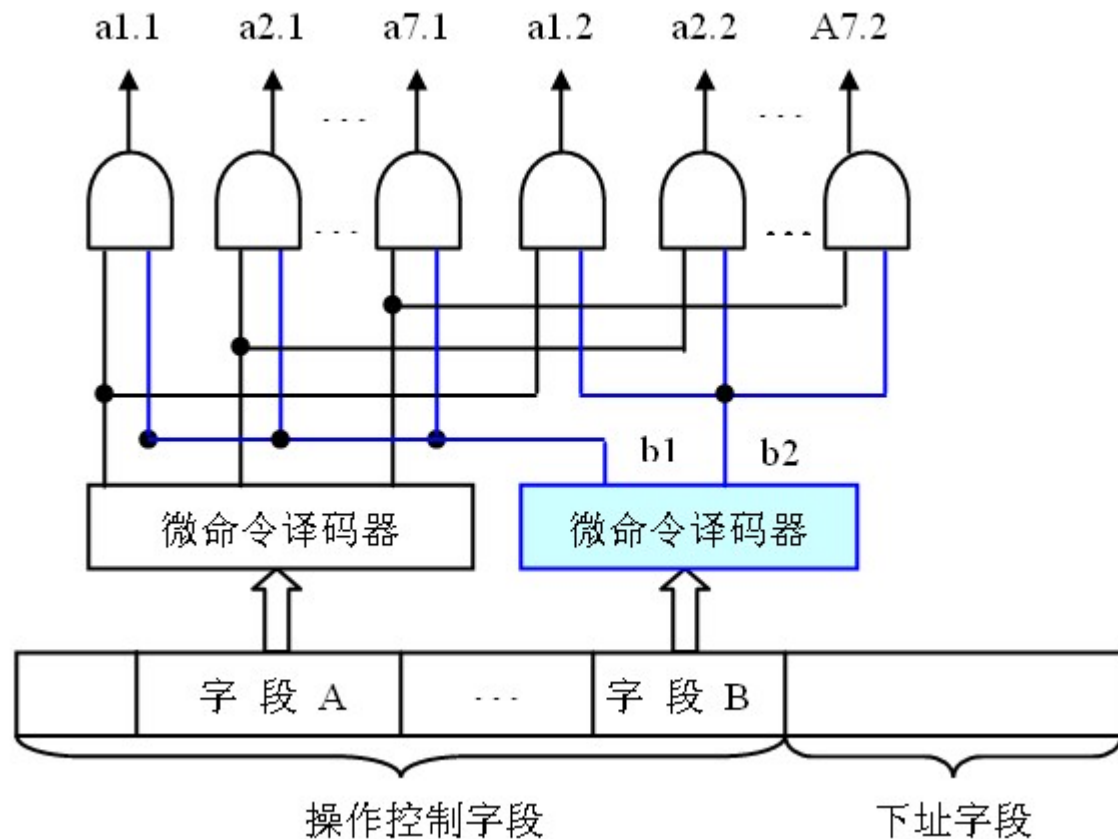 a1.1 a2.1 a7.1 a1.2 a2.2 A7.2
--- ---
--- ...
b1 b2
微命令译码器 微命令译码器
字 段 A --- 字 段 B
操作控制字段 下址字段